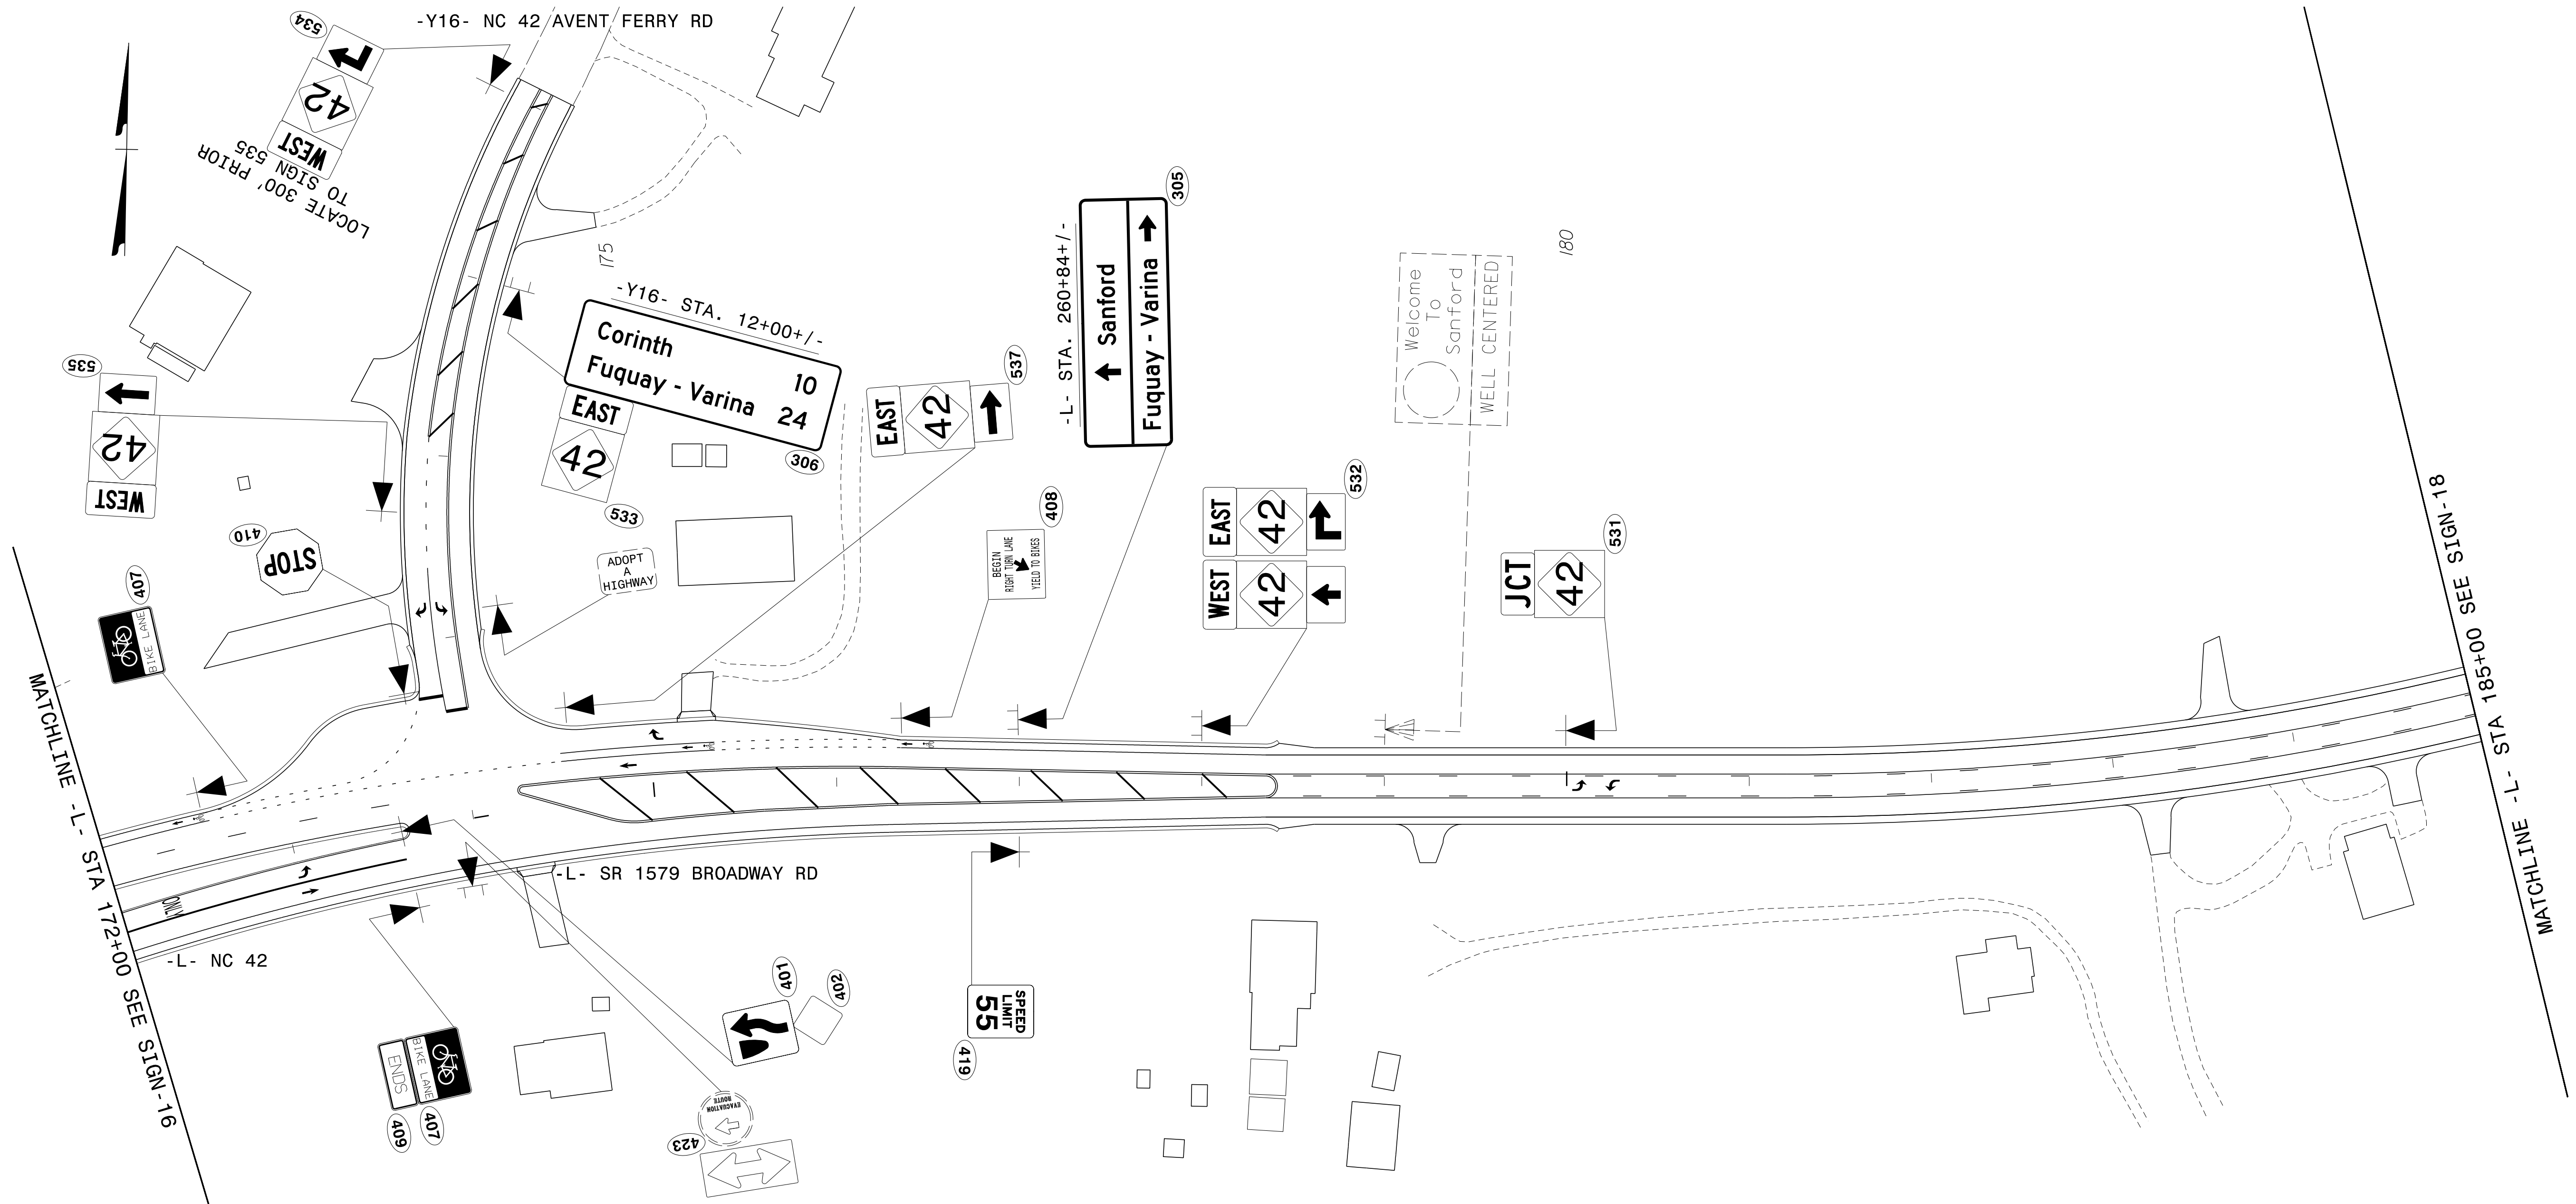 -Y16- NC 42 AVENT FERRY RD
534
42
WEST
LOCATE 300' PRIOR
TO SIGN 535
535
42
WEST
410
STOP
407
BIKE LANE
MATCHLINE -L- STA 172+00 SEE SIGN-16
175
-Y16- STA. 12+00+/-
Corinth 10
Fuquay - Varina 24
306
EAST
42
533
ADOPT
A
HIGHWAY
EAST
42
537
408
BEGIN
RIGHT TURN LANE
YIELD TO BIKES
-L- STA. 260+84+/-
Sanford
Fuquay - Varina
305
EAST
42
WEST
42
532
Welcome
To
Sanford
WELL CENTERED
180
JCT
42
531
MATCHLINE -L- STA 185+00 SEE SIGN-18
ONLY
-L- NC 42
-L- SR 1579 BROADWAY RD
BIKE LANE
ENDS
409
407
401
402
EVACUATION
ROUTE
423
SPEED
LIMIT
55
419